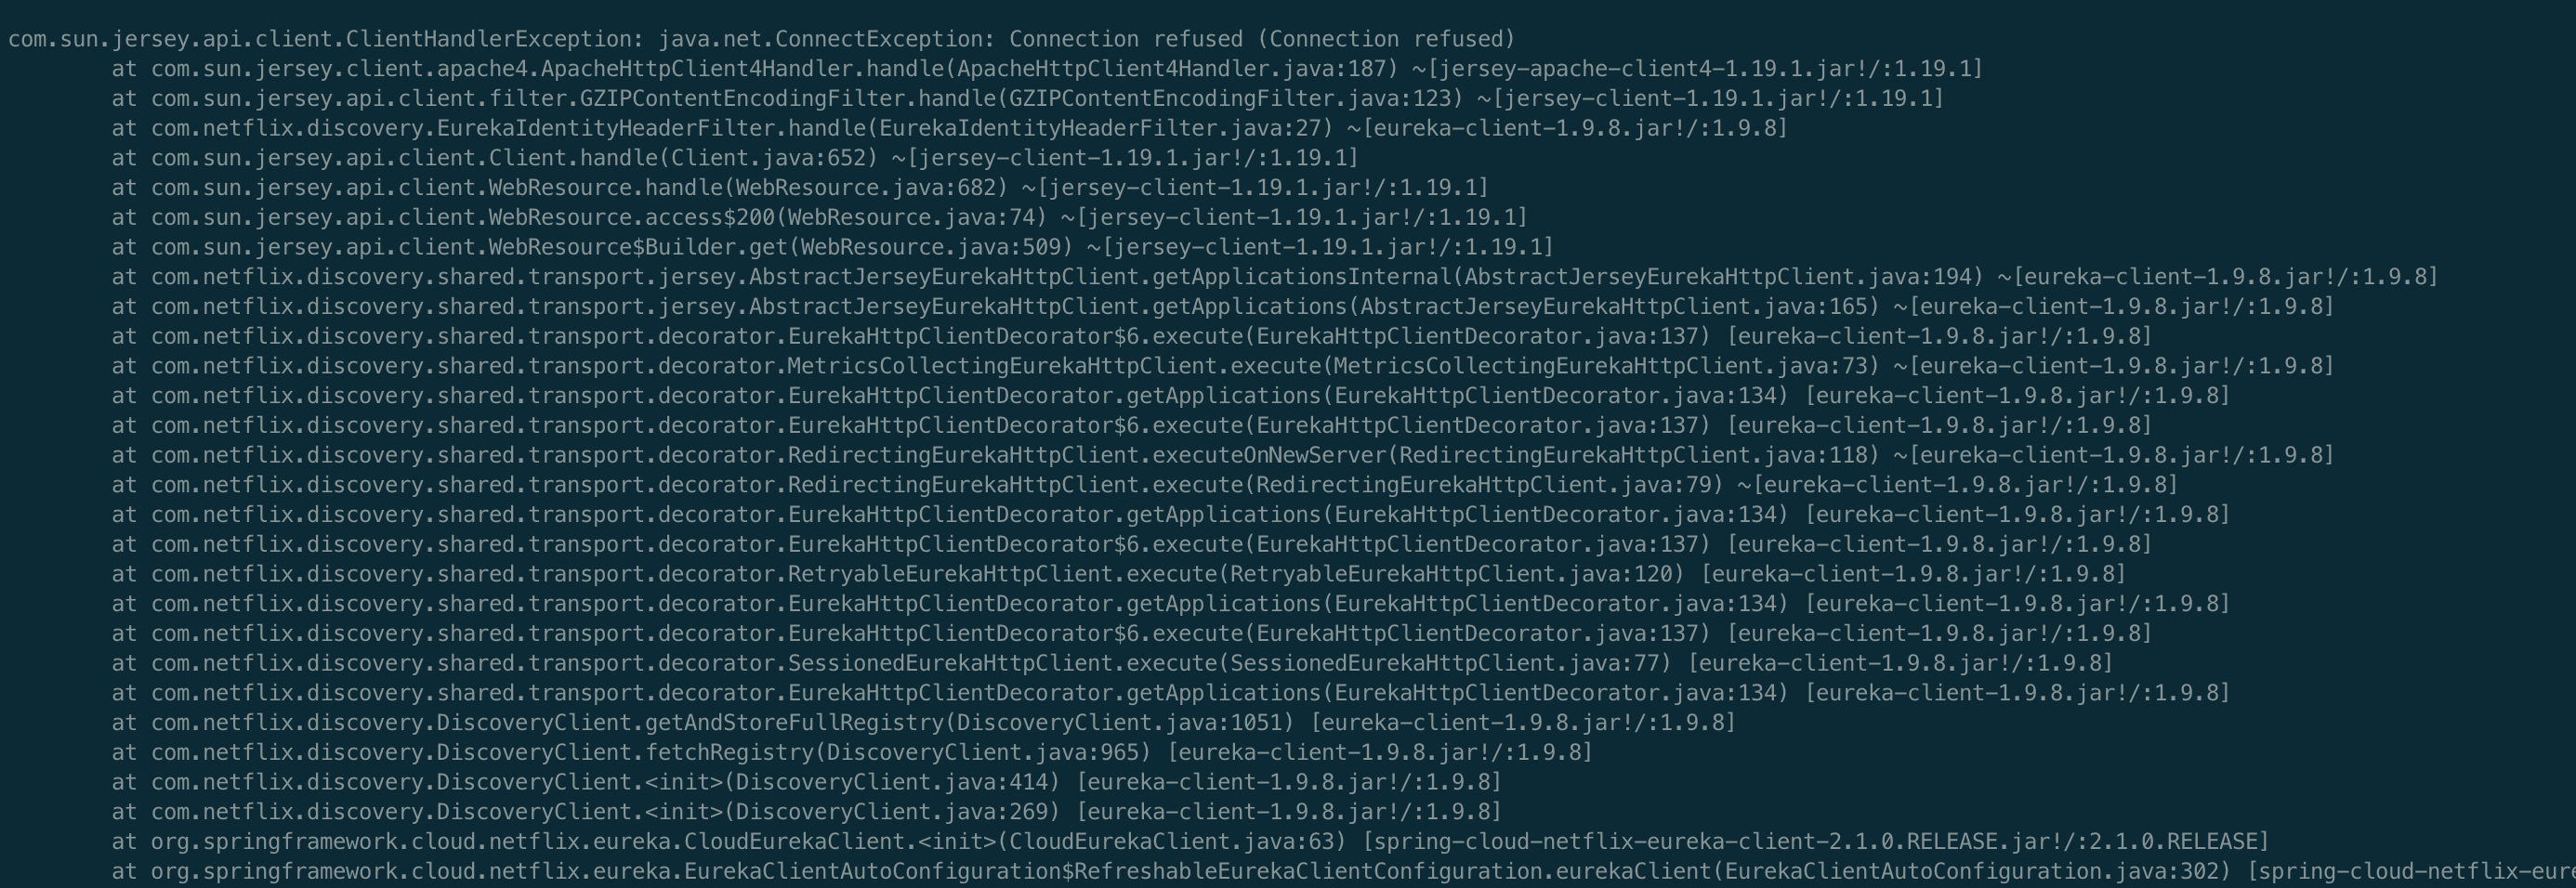 com.sun.jersey.api.client.ClientHandlerException: java.net.ConnectException: Connection refused (Connection refused)
at com.sun.jersey.client.apache4.ApacheHttpClient4Handler.handle(ApacheHttpClient4Handler.java:187) ~[jersey-apache-client4-1.19.1.jar!/:1.19.1]
at com.sun.jersey.api.client.filter.GZIPContentEncodingFilter.handle(GZIPContentEncodingFilter.java:123) ~[jersey-client-1.19.1.jar!/:1.19.1]
at com.netflix.discovery.EurekaIdentityHeaderFilter.handle(EurekaIdentityHeaderFilter.java:27) ~[eureka-client-1.9.8.jar!/:1.9.8]
at com.sun.jersey.api.client.Client.handle(Client.java:652) ~[jersey-client-1.19.1.jar!/:1.19.1]
at com.sun.jersey.api.client.WebResource.handle(WebResource.java:682) ~[jersey-client-1.19.1.jar!/:1.19.1]
at com.sun.jersey.api.client.WebResource.access$200(WebResource.java:74) ~[jersey-client-1.19.1.jar!/:1.19.1]
at com.sun.jersey.api.client.WebResource$Builder.get(WebResource.java:509) ~[jersey-client-1.19.1.jar!/:1.19.1]
at com.netflix.discovery.shared.transport.jersey.AbstractJerseyEurekaHttpClient.getApplicationsInternal(AbstractJerseyEurekaHttpClient.java:194) ~[eureka-client-1.9.8.jar!/:1.9.8]
at com.netflix.discovery.shared.transport.jersey.AbstractJerseyEurekaHttpClient.getApplications(AbstractJerseyEurekaHttpClient.java:165) ~[eureka-client-1.9.8.jar!/:1.9.8]
at com.netflix.discovery.shared.transport.decorator.EurekaHttpClientDecorator$6.execute(EurekaHttpClientDecorator.java:137) [eureka-client-1.9.8.jar!/:1.9.8]
at com.netflix.discovery.shared.transport.decorator.MetricsCollectingEurekaHttpClient.execute(MetricsCollectingEurekaHttpClient.java:73) ~[eureka-client-1.9.8.jar!/:1.9.8]
at com.netflix.discovery.shared.transport.decorator.EurekaHttpClientDecorator.getApplications(EurekaHttpClientDecorator.java:134) [eureka-client-1.9.8.jar!/:1.9.8]
at com.netflix.discovery.shared.transport.decorator.EurekaHttpClientDecorator$6.execute(EurekaHttpClientDecorator.java:137) [eureka-client-1.9.8.jar!/:1.9.8]
at com.netflix.discovery.shared.transport.decorator.RedirectingEurekaHttpClient.executeOnNewServer(RedirectingEurekaHttpClient.java:118) ~[eureka-client-1.9.8.jar!/:1.9.8]
at com.netflix.discovery.shared.transport.decorator.RedirectingEurekaHttpClient.execute(RedirectingEurekaHttpClient.java:79) ~[eureka-client-1.9.8.jar!/:1.9.8]
at com.netflix.discovery.shared.transport.decorator.EurekaHttpClientDecorator.getApplications(EurekaHttpClientDecorator.java:134) [eureka-client-1.9.8.jar!/:1.9.8]
at com.netflix.discovery.shared.transport.decorator.EurekaHttpClientDecorator$6.execute(EurekaHttpClientDecorator.java:137) [eureka-client-1.9.8.jar!/:1.9.8]
at com.netflix.discovery.shared.transport.decorator.RetryableEurekaHttpClient.execute(RetryableEurekaHttpClient.java:120) [eureka-client-1.9.8.jar!/:1.9.8]
at com.netflix.discovery.shared.transport.decorator.EurekaHttpClientDecorator.getApplications(EurekaHttpClientDecorator.java:134) [eureka-client-1.9.8.jar!/:1.9.8]
at com.netflix.discovery.shared.transport.decorator.EurekaHttpClientDecorator$6.execute(EurekaHttpClientDecorator.java:137) [eureka-client-1.9.8.jar!/:1.9.8]
at com.netflix.discovery.shared.transport.decorator.SessionedEurekaHttpClient.execute(SessionedEurekaHttpClient.java:77) [eureka-client-1.9.8.jar!/:1.9.8]
at com.netflix.discovery.shared.transport.decorator.EurekaHttpClientDecorator.getApplications(EurekaHttpClientDecorator.java:134) [eureka-client-1.9.8.jar!/:1.9.8]
at com.netflix.discovery.DiscoveryClient.getAndStoreFullRegistry(DiscoveryClient.java:1051) [eureka-client-1.9.8.jar!/:1.9.8]
at com.netflix.discovery.DiscoveryClient.fetchRegistry(DiscoveryClient.java:965) [eureka-client-1.9.8.jar!/:1.9.8]
at com.netflix.discovery.DiscoveryClient.<init>(DiscoveryClient.java:414) [eureka-client-1.9.8.jar!/:1.9.8]
at com.netflix.discovery.DiscoveryClient.<init>(DiscoveryClient.java:269) [eureka-client-1.9.8.jar!/:1.9.8]
at org.springframework.cloud.netflix.eureka.CloudEurekaClient.<init>(CloudEurekaClient.java:63) [spring-cloud-netflix-eureka-client-2.1.0.RELEASE.jar!/:2.1.0.RELEASE]
at org.springframework.cloud.netflix.eureka.EurekaClientAutoConfiguration$RefreshableEurekaClientConfiguration.eurekaClient(EurekaClientAutoConfiguration.java:302) [spring-cloud-netflix-eur